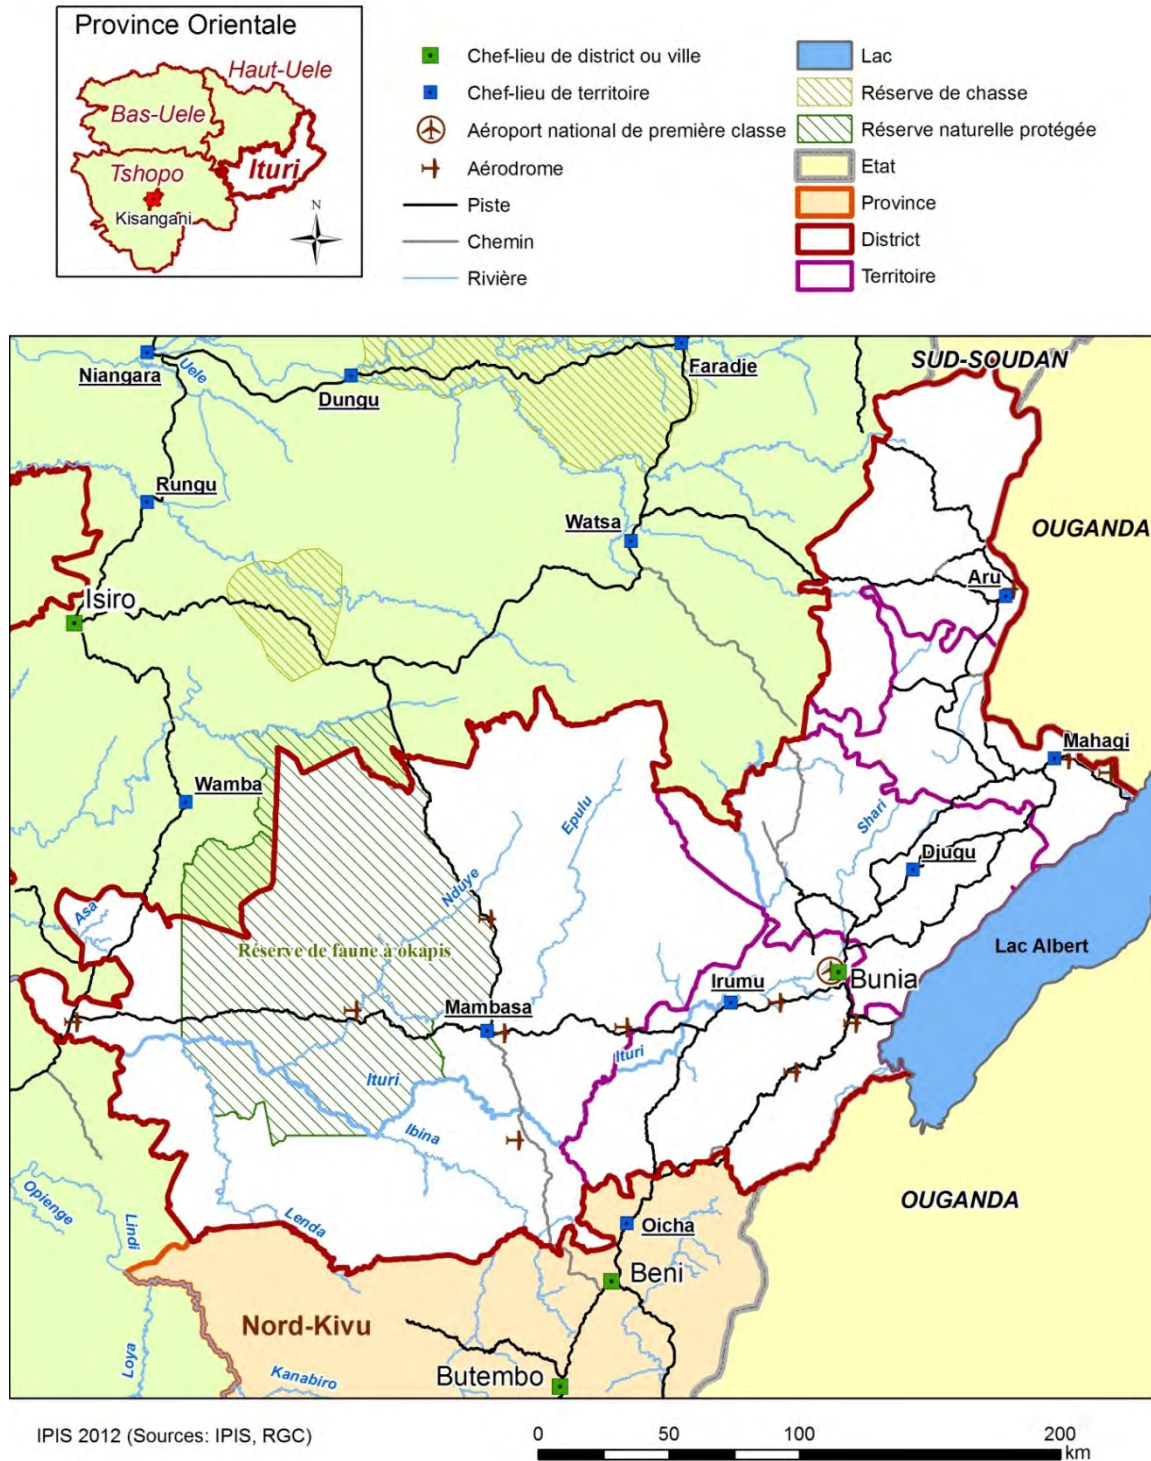 Province Orientale
Haut-Uele
Bas-Uele
Ituri
Tshopo
Kisangani
N
Chef-lieu de district ou ville
Chef-lieu de territoire
Aéroport national de première classe
Aérodrome
Piste
Chemin
Rivière
Lac
Réserve de chasse
Réserve naturelle protégée
Etat
Province
District
Territoire
SUD-SOUDAN
Niangara
Uele
Dungu
Faradje
Rungu
Watsa
OUGANDA
Aru
Isiro
Mahagi
Wamba
Epulu
Shari
Djugu
Nduye
Asa
Réserve de faune à okapis
Lac Albert
Bunia
Irumu
Mambasa
Ituri
Ituri
Ibina
OUGANDA
Opienge
Lindi
Lenda
Oicha
Beni
Nord-Kivu
Loya
Kanabiro
Butembo
IPIS 2012 (Sources: IPIS, RGC)
0 50 100 200
km